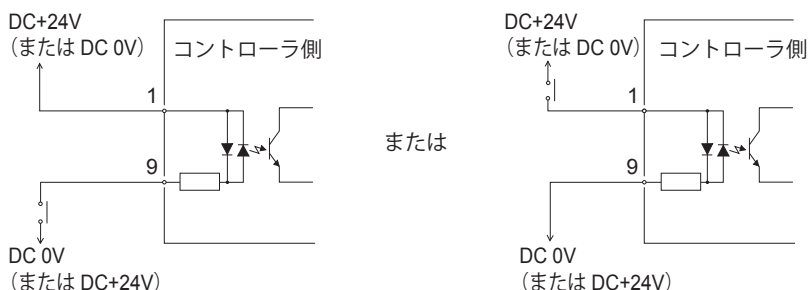 DC+24V
(または DC 0V)
コントローラ側
1
9
DC 0V
(または DC+24V)
または
DC+24V
(または DC 0V)
コントローラ側
1
9
DC 0V
(または DC+24V)